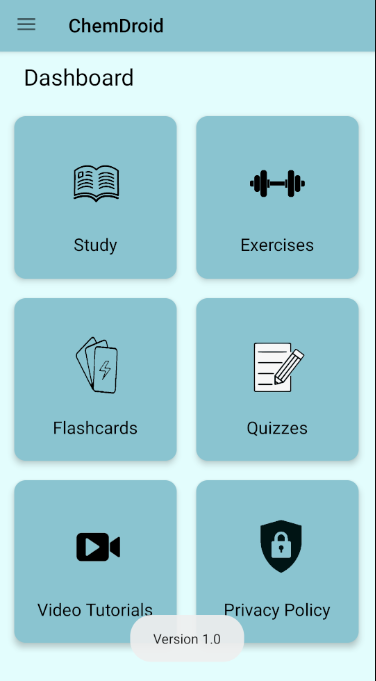 ChemDroid
Dashboard
Study
Exercises
Flashcards
Quizzes
Video Tutorials
Privacy Policy
Version 1.0